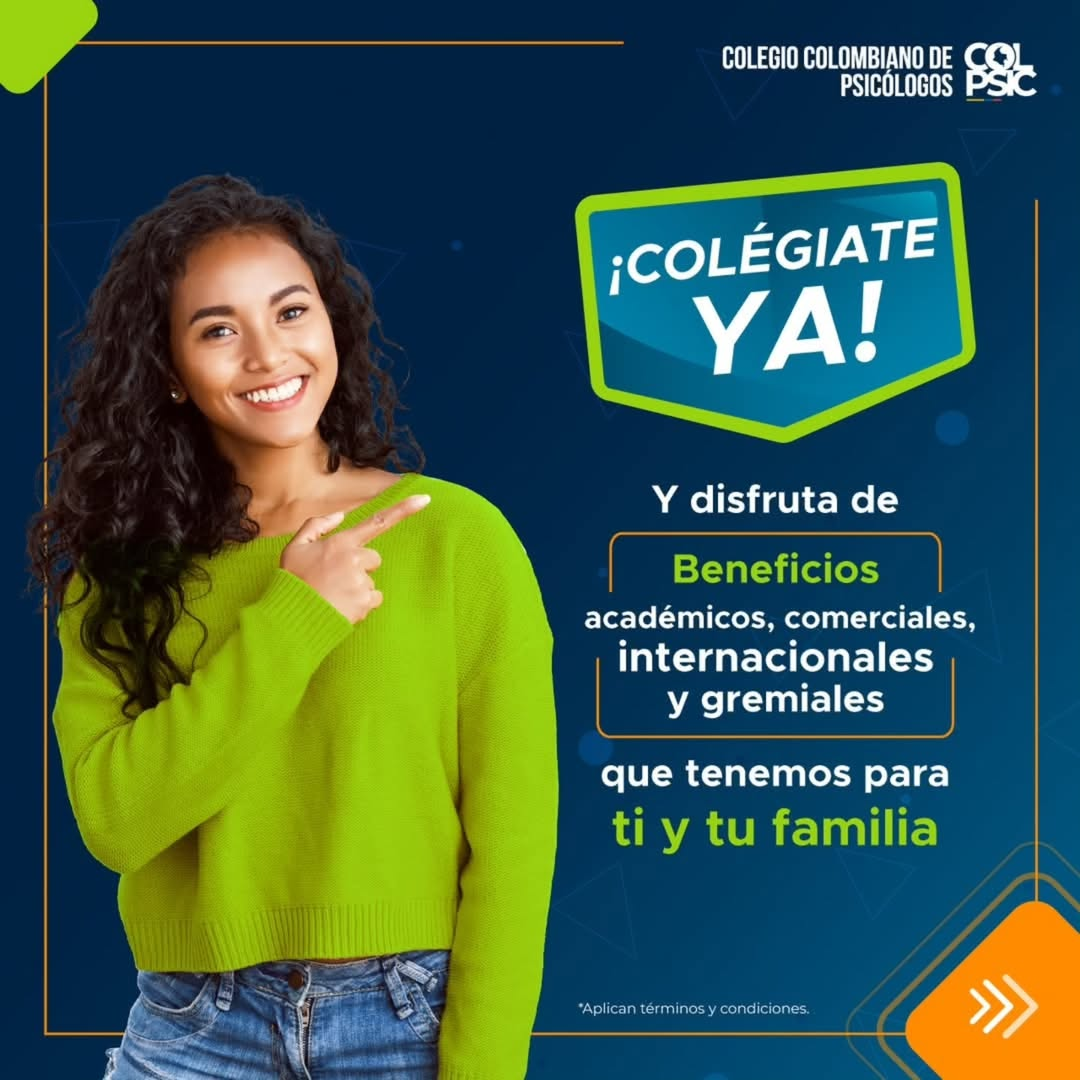 COLEGIO COLOMBIANO DE
PSICÓLOGOS
COL
PSIC
¡COLÉGIATE
YA!
Y disfruta de
Beneficios
académicos, comerciales,
internacionales
y gremiales
que tenemos para
ti y tu familia
*Aplican términos y condiciones.